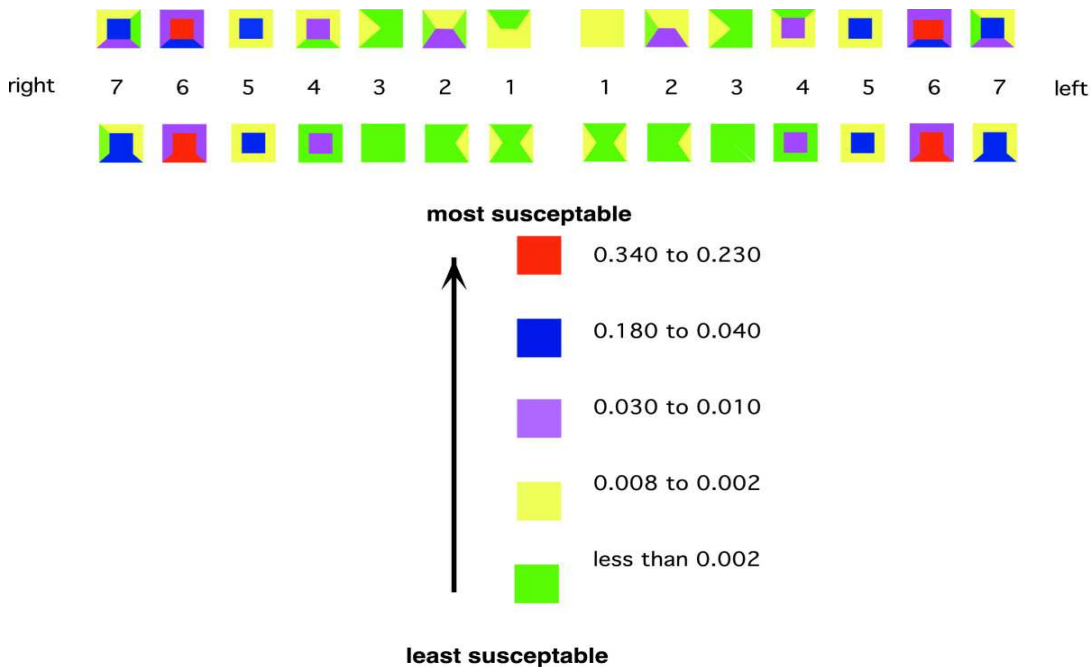 right 7 6 5 4 3 2 1 1 2 3 4 5 6 7 left
most susceptable
0.340 to 0.230
0.180 to 0.040
0.030 to 0.010
0.008 to 0.002
less than 0.002
least susceptable